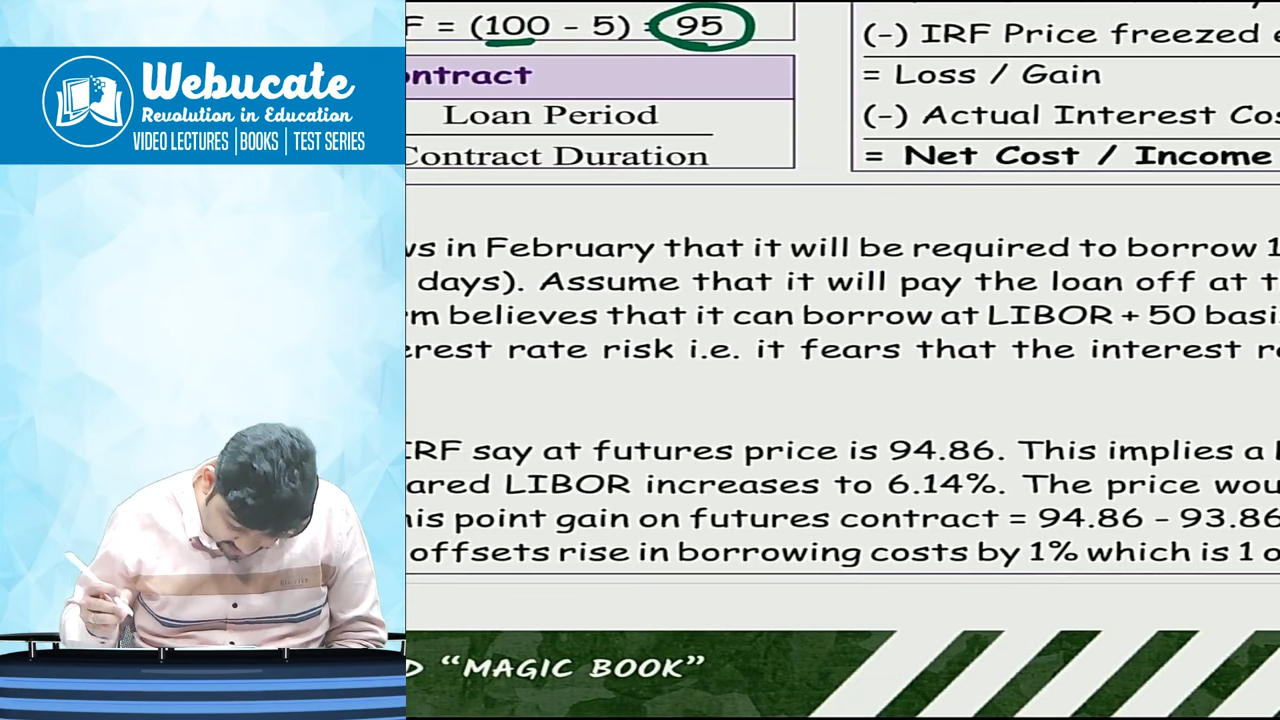 Webucate
Revolution in Education
VIDEO LECTURES | BOOKS | TEST SERIES
F = (100 - 5) = 95
ontract
Loan Period
Contract Duration
(-) IRF Price freezed
= Loss / Gain
(-) Actual Interest Cos
= Net Cost / Income
ws in February that it will be required to borrow 1
days). Assume that it will pay the loan off at t
rm believes that it can borrow at LIBOR + 50 basi
erest rate risk i.e. it fears that the interest r
IRF say at futures price is 94.86. This implies a
ared LIBOR increases to 6.14%. The price wou
his point gain on futures contract = 94.86 - 93.86
offsets rise in borrowing costs by 1% which is 1 o
D "MAGIC BOOK"